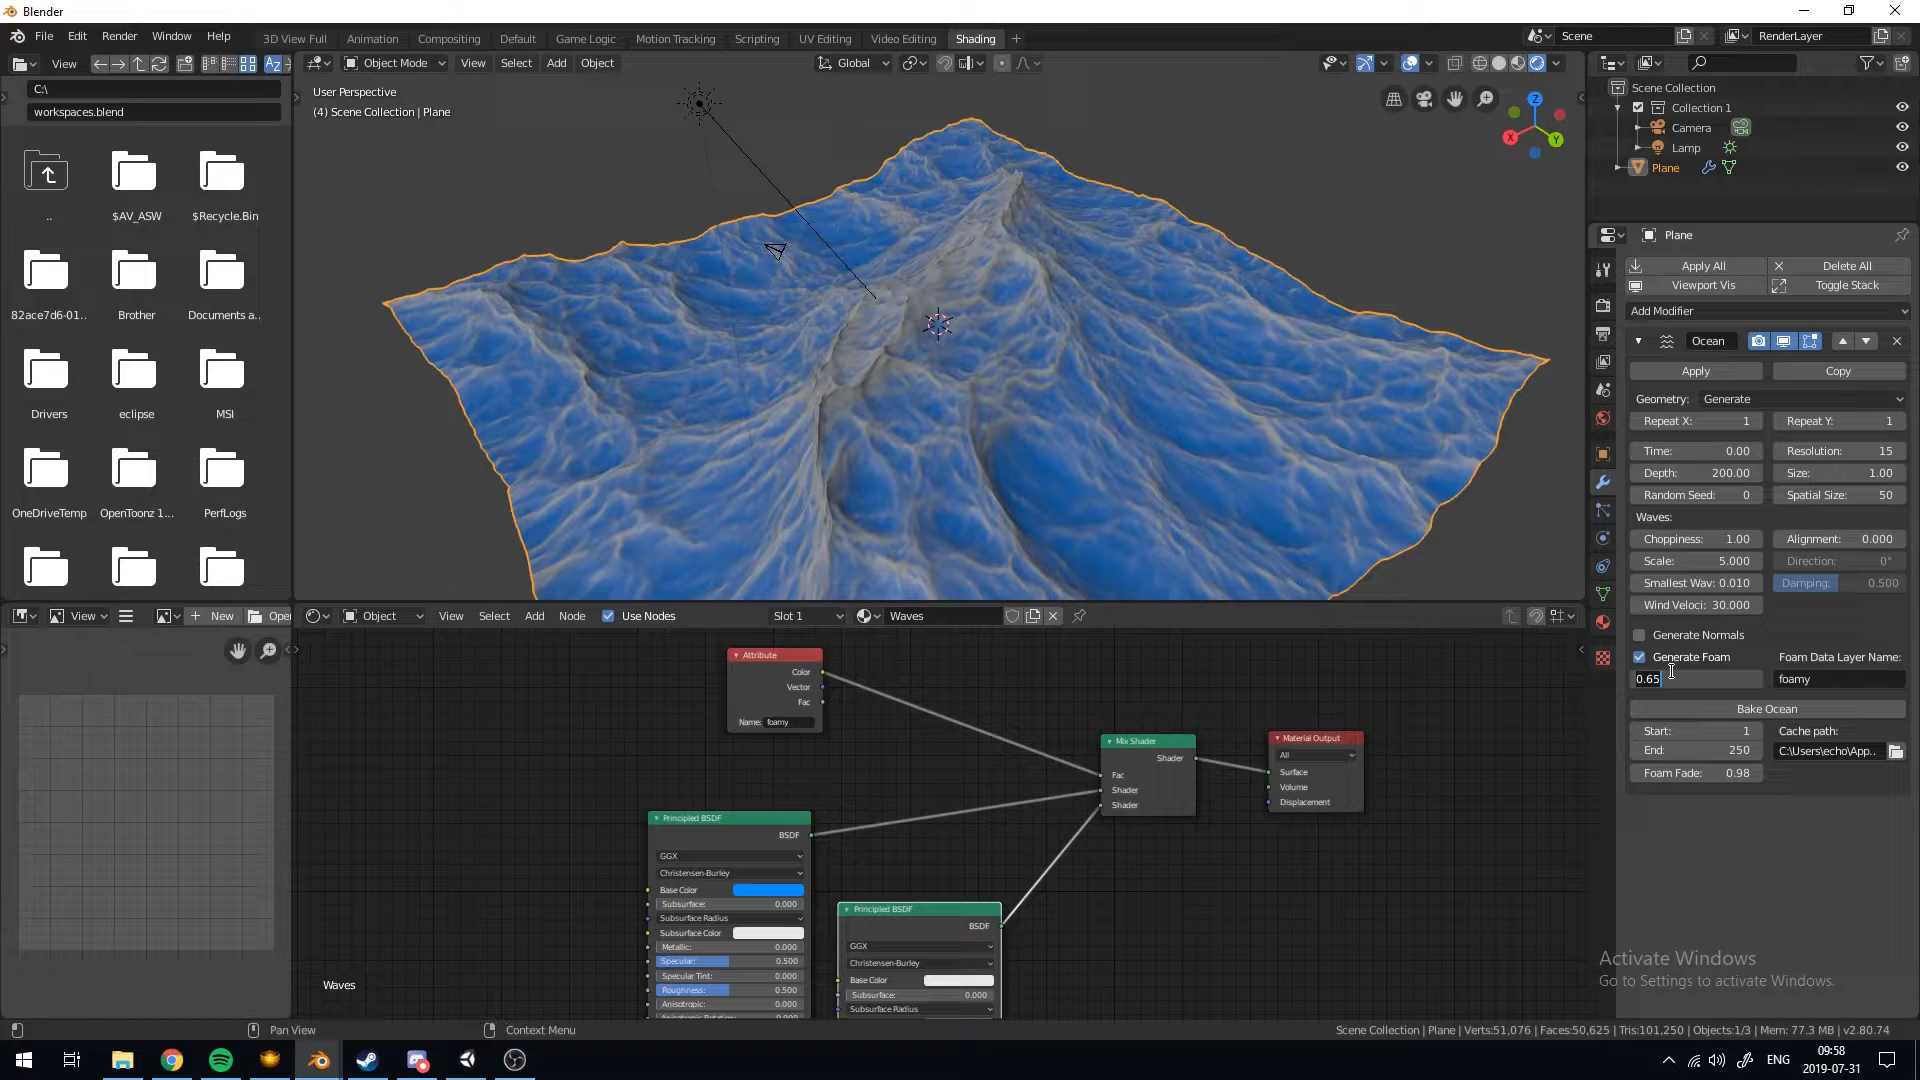 Blender
File Edit Render Window Help
3D View Full Animation Compositing Default Game Logic Motion Tracking Scripting UV Editing Video Editing Shading
Scene
RenderLayer
View
Object Mode View Select Add Object
Global
C:\
workspaces.blend
User Perspective
(4) Scene Collection | Plane
Z
X
Y
..
$AV_ASW
$Recycle.Bin
82ace7d6-01..
Brother
Documents a..
Drivers
eclipse
MSI
OneDriveTemp
OpenToonz 1...
PerfLogs
Scene Collection
Collection 1
Camera
Lamp
Plane
Plane
Apply All
Delete All
Viewport Vis
Toggle Stack
Add Modifier
Ocean
Apply
Copy
Geometry: Generate
Repeat X: 1
Repeat Y: 1
Time: 0.00
Resolution: 15
Depth: 200.00
Size: 1.00
Random Seed: 0
Spatial Size: 50
Waves:
Choppiness: 1.00
Alignment: 0.000
Scale: 5.000
Direction: 0°
Smallest Wav: 0.010
Damping: 0.500
Wind Veloci: 30.000
Generate Normals
Generate Foam
Foam Data Layer Name:
0.65
foamy
Bake Ocean
Start: 1
Cache path:
End: 250
C:\Users\echo\App..
Foam Fade: 0.98
View
New
Open
Object
View Select Add Node
Use Nodes
Slot 1
Waves
Attribute
Color
Vector
Fac
Name: foamy
Mix Shader
Shader
Fac
Shader
Shader
Material Output
All
Surface
Volume
Displacement
Principled BSDF
BSDF
GGX
Christensen-Burley
Base Color
Subsurface: 0.000
Subsurface Radius
Subsurface Color
Metallic: 0.000
Specular: 0.500
Specular Tint: 0.000
Roughness: 0.500
Anisotropic: 0.000
Principled BSDF
BSDF
GGX
Christensen-Burley
Base Color
Subsurface: 0.000
Subsurface Radius
Waves
Activate Windows
Go to Settings to activate Windows.
Pan View
Context Menu
Scene Collection | Plane | Verts:51,076 | Faces:50,625 | Tris:101,250 | Objects:1/3 | Mem: 77.3 MB | v2.80.74
ENG
09:58
2019-07-31